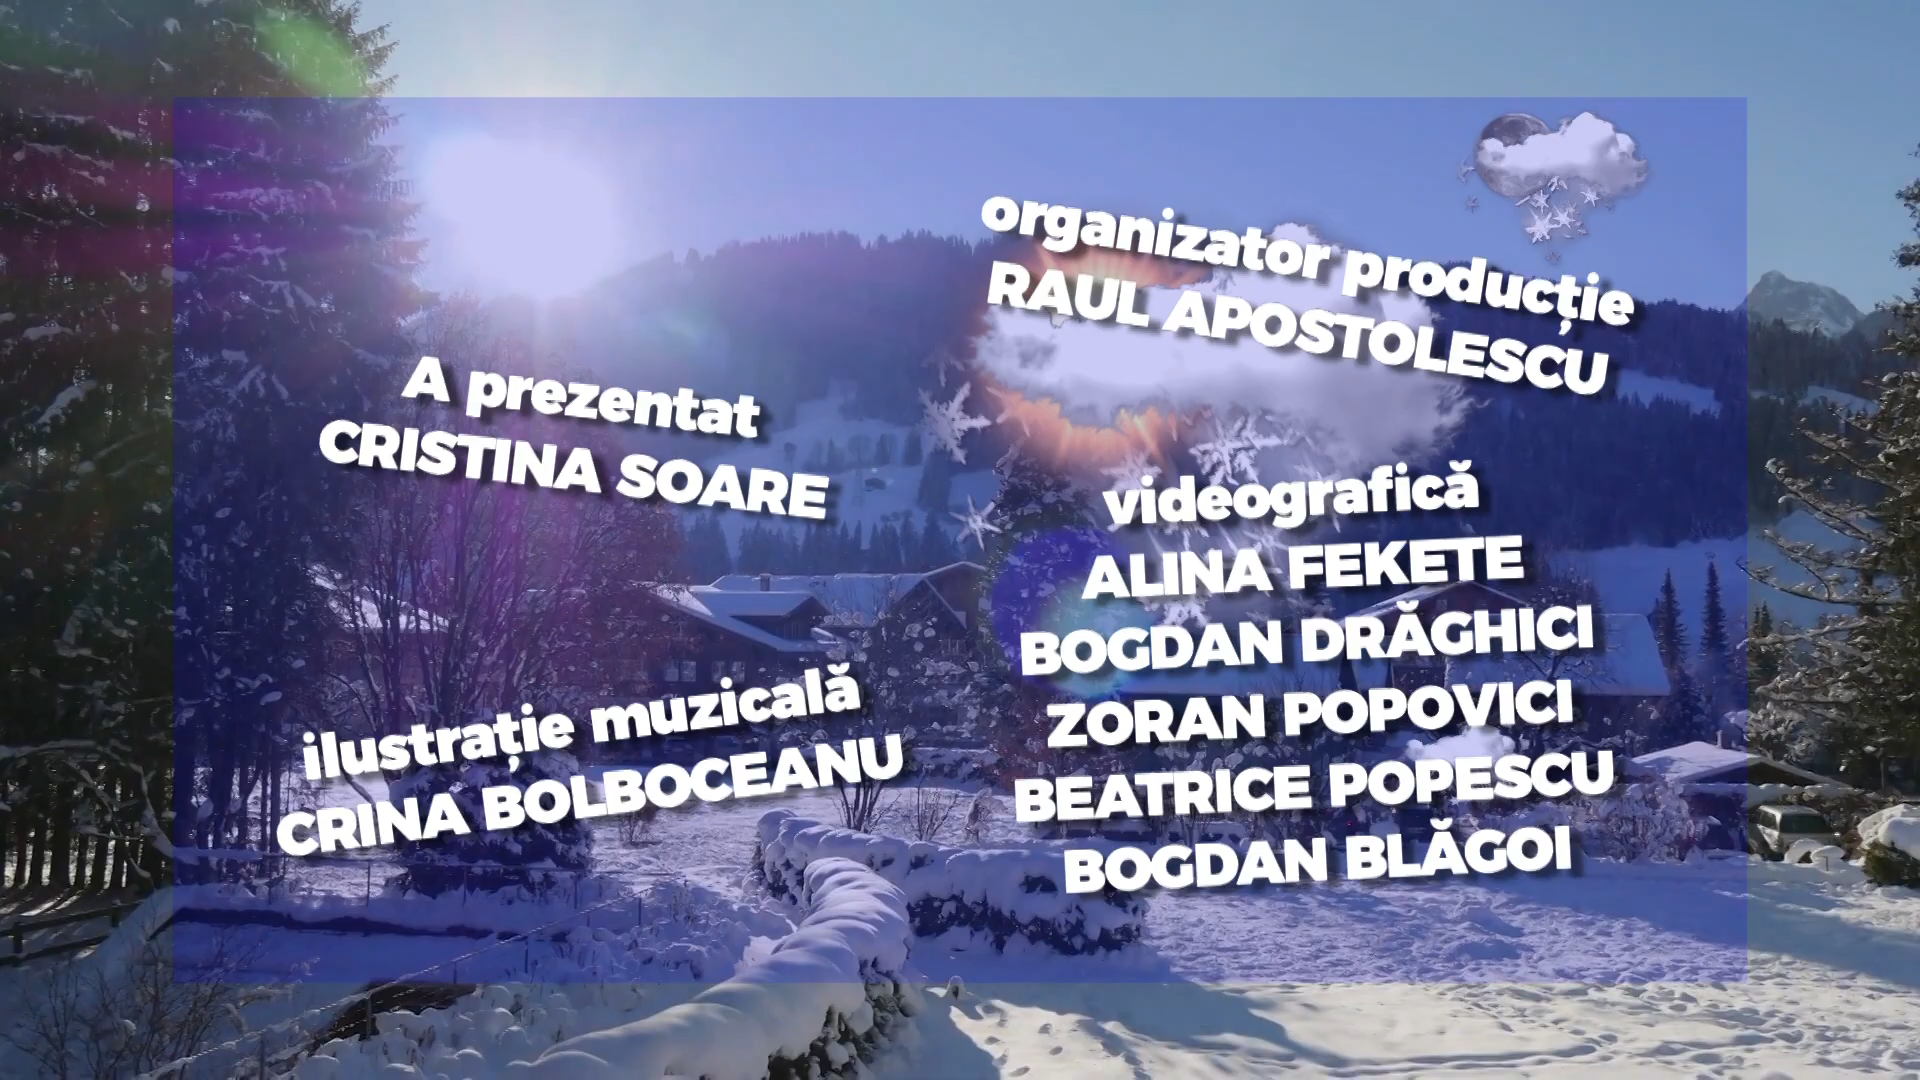 A prezentat
CRISTINA SOARE
ilustrație muzicală
CRINA BOLBOCEANU
organizator producție
RAUL APOSTOLESCU
videografică
ALINA FEKETE
BOGDAN DRĂGHICI
ZORAN POPOVICI
BEATRICE POPESCU
BOGDAN BLĂGOI